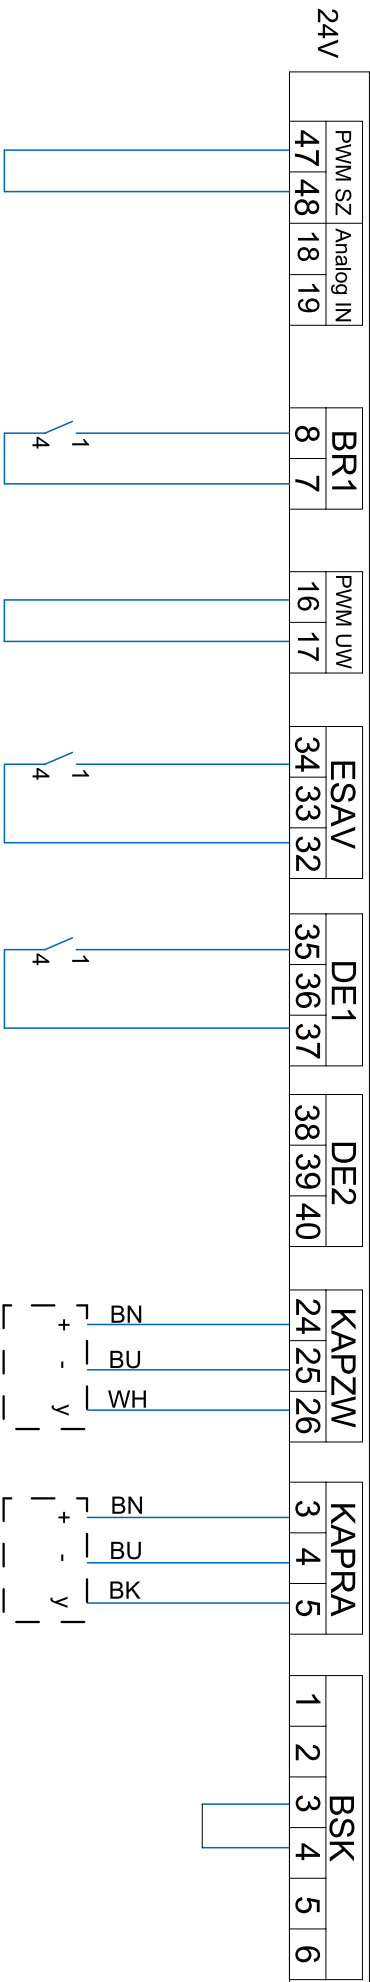 24V
PWM SZ Analog IN
47 48 18 19
BR1
8 7
1
4
PWM UW
16 17
ESAV
34 33 32
1
4
DE1
35 36 37
1
4
DE2
38 39 40
KAPZW
24 25 26
BN BU WH
+ - y
KAPRA
3 4 5
BN BU BK
+ - y
BSK
1 2 3 4 5 6